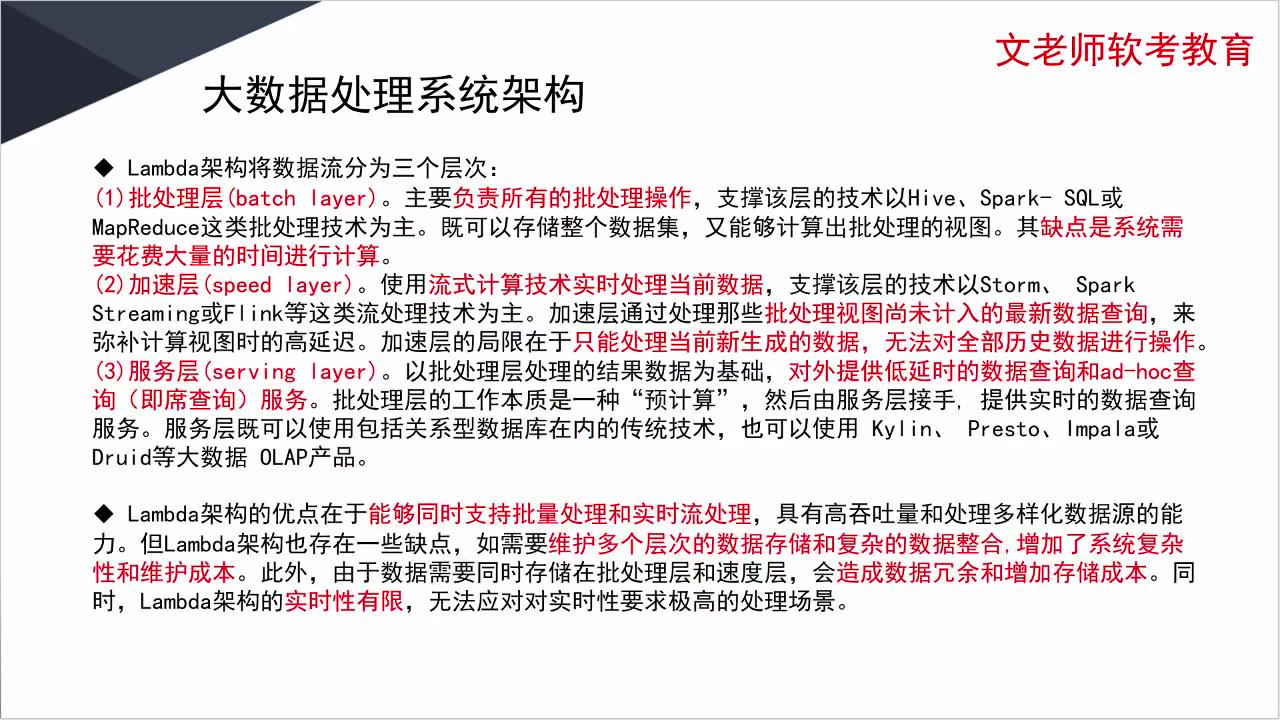 文老师软考教育
大数据处理系统架构
◆ Lambda架构将数据流分为三个层次：
(1)批处理层(batch layer)。主要负责所有的批处理操作，支撑该层的技术以Hive、Spark- SQL或
MapReduce这类批处理技术为主。既可以存储整个数据集，又能够计算出批处理的视图。其缺点是系统需
要花费大量的时间进行计算。
(2)加速层(speed layer)。使用流式计算技术实时处理当前数据，支撑该层的技术以Storm、 Spark
Streaming或Flink等这类流处理技术为主。加速层通过处理那些批处理视图尚未计入的最新数据查询，来
弥补计算视图时的高延迟。加速层的局限在于只能处理当前新生成的数据，无法对全部历史数据进行操作。
(3)服务层(serving layer)。以批处理层处理的结果数据为基础，对外提供低延时的数据查询和ad-hoc查
询（即席查询）服务。批处理层的工作本质是一种“预计算”，然后由服务层接手, 提供实时的数据查询
服务。服务层既可以使用包括关系型数据库在内的传统技术，也可以使用 Kylin、 Presto、Impala或
Druid等大数据 OLAP产品。
◆ Lambda架构的优点在于能够同时支持批量处理和实时流处理，具有高吞吐量和处理多样化数据源的能
力。但Lambda架构也存在一些缺点，如需要维护多个层次的数据存储和复杂的数据整合,增加了系统复杂
性和维护成本。此外，由于数据需要同时存储在批处理层和速度层，会造成数据冗余和增加存储成本。同
时，Lambda架构的实时性有限，无法应对对实时性要求极高的处理场景。